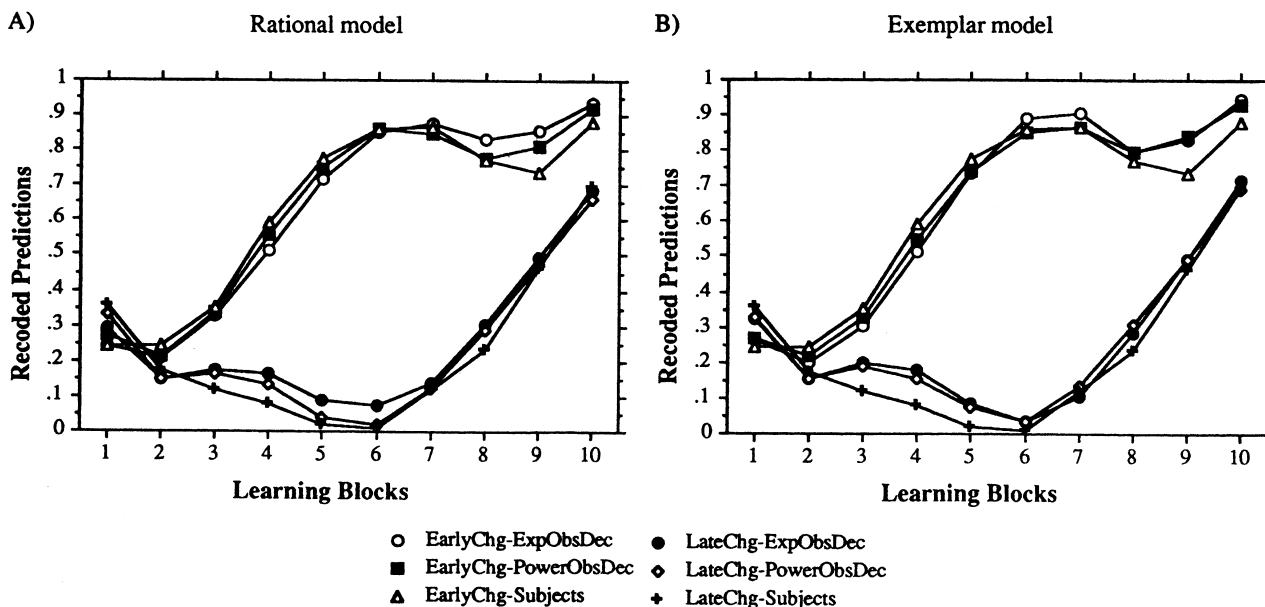 A) Rational model
B) Exemplar model
Recoded Predictions
1
.9
.8
.7
.6
.5
.4
.3
.2
.1
0
1 2 3 4 5 6 7 8 9 10
Learning Blocks
Recoded Predictions
1
.9
.8
.7
.6
.5
.4
.3
.2
.1
0
1 2 3 4 5 6 7 8 9 10
Learning Blocks
EarlyChg-ExpObsDec
EarlyChg-PowerObsDec
EarlyChg-Subjects
LateChg-ExpObsDec
LateChg-PowerObsDec
LateChg-Subjects